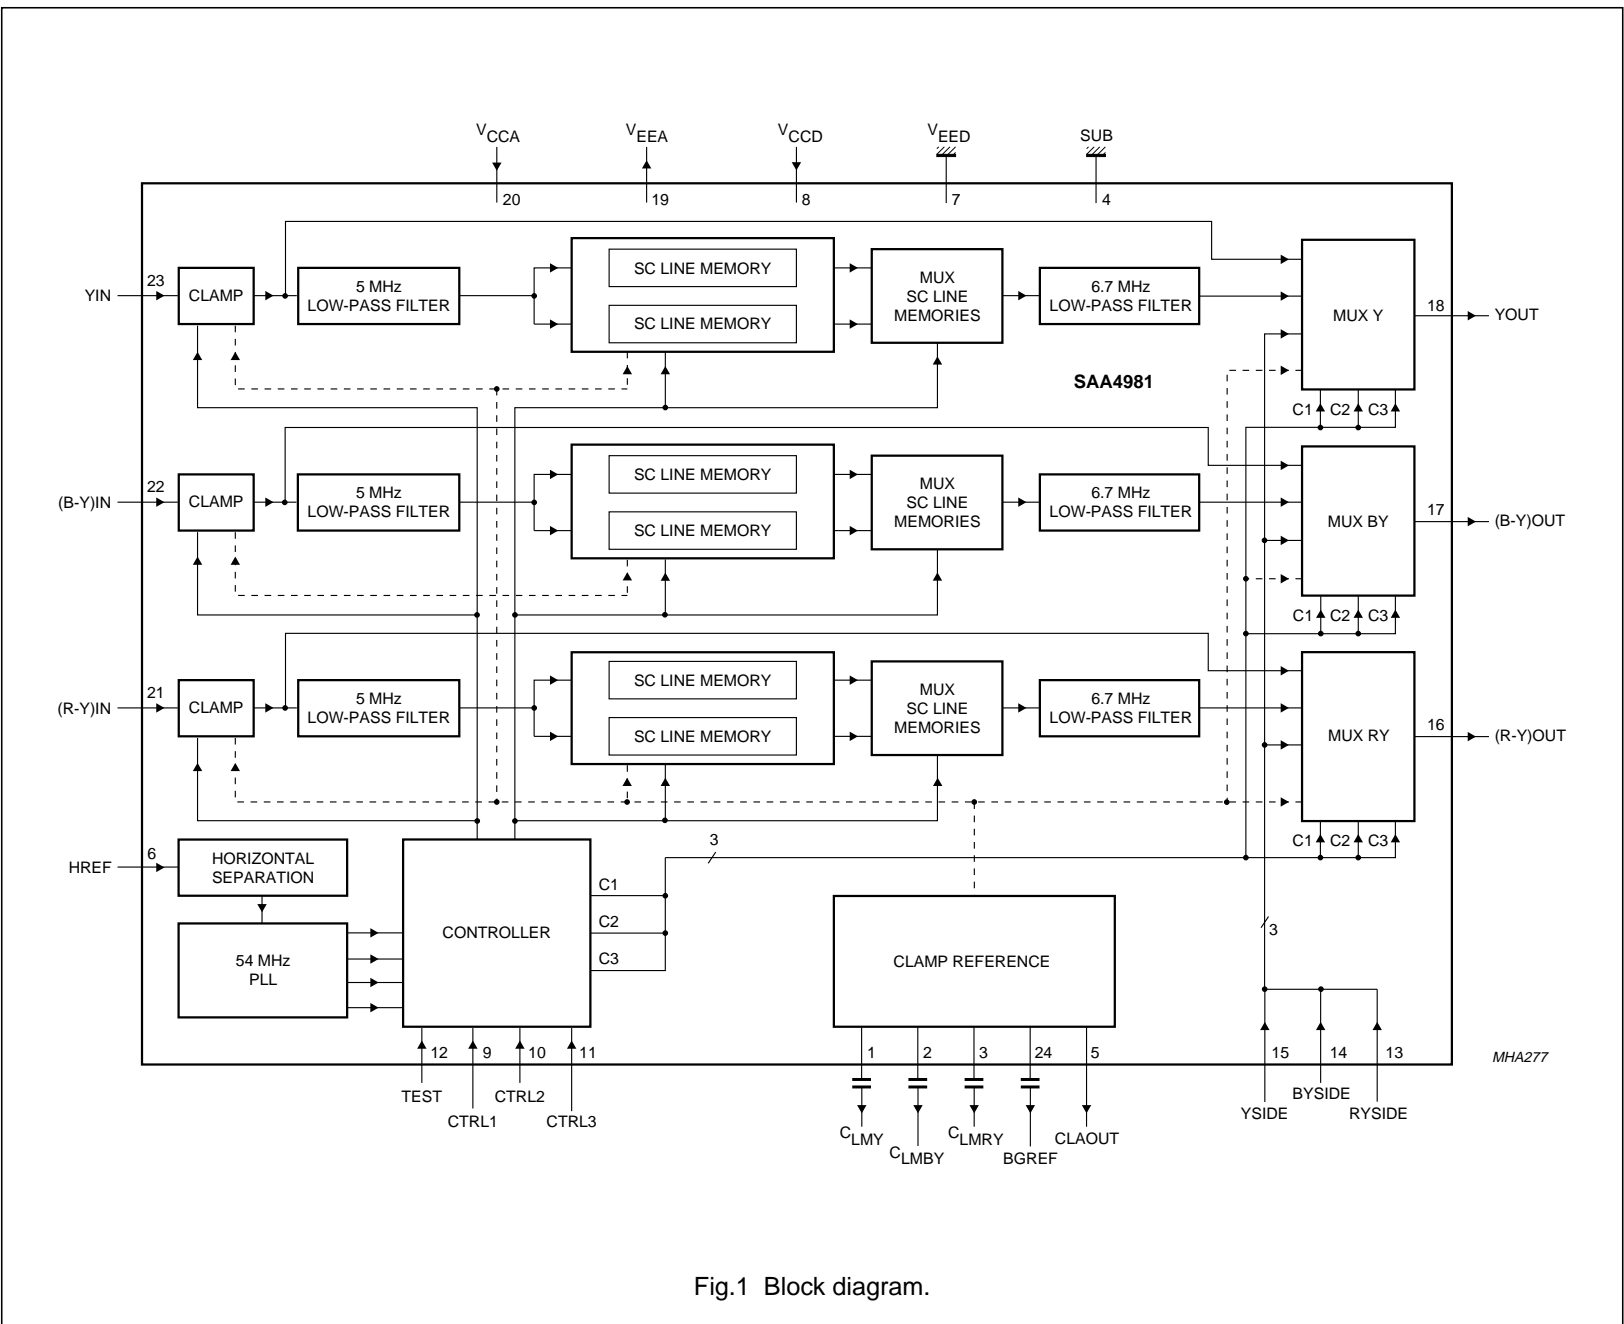 VCCA VEEA VCCD VEED SUB
20 19 8 7 4
YIN 23 CLAMP 5 MHz LOW-PASS FILTER SC LINE MEMORY SC LINE MEMORY MUX SC LINE MEMORIES 6.7 MHz LOW-PASS FILTER MUX Y 18 YOUT
SAA4981
C1 C2 C3
(B-Y)IN 22 CLAMP 5 MHz LOW-PASS FILTER SC LINE MEMORY SC LINE MEMORY MUX SC LINE MEMORIES 6.7 MHz LOW-PASS FILTER MUX BY 17 (B-Y)OUT
C1 C2 C3
(R-Y)IN 21 CLAMP 5 MHz LOW-PASS FILTER SC LINE MEMORY SC LINE MEMORY MUX SC LINE MEMORIES 6.7 MHz LOW-PASS FILTER MUX RY 16 (R-Y)OUT
C1 C2 C3
HREF 6 HORIZONTAL SEPARATION
3
54 MHz PLL
CONTROLLER
C1
C2
C3
CLAMP REFERENCE
3
12 9 10 11 1 2 3 24 5 15 14 13
MHA277
TEST CTRL1 CTRL2 CTRL3
CLMY CLMBY CLMRY BGREF CLAOUT
YSIDE BYSIDE RYSIDE
Fig.1 Block diagram.